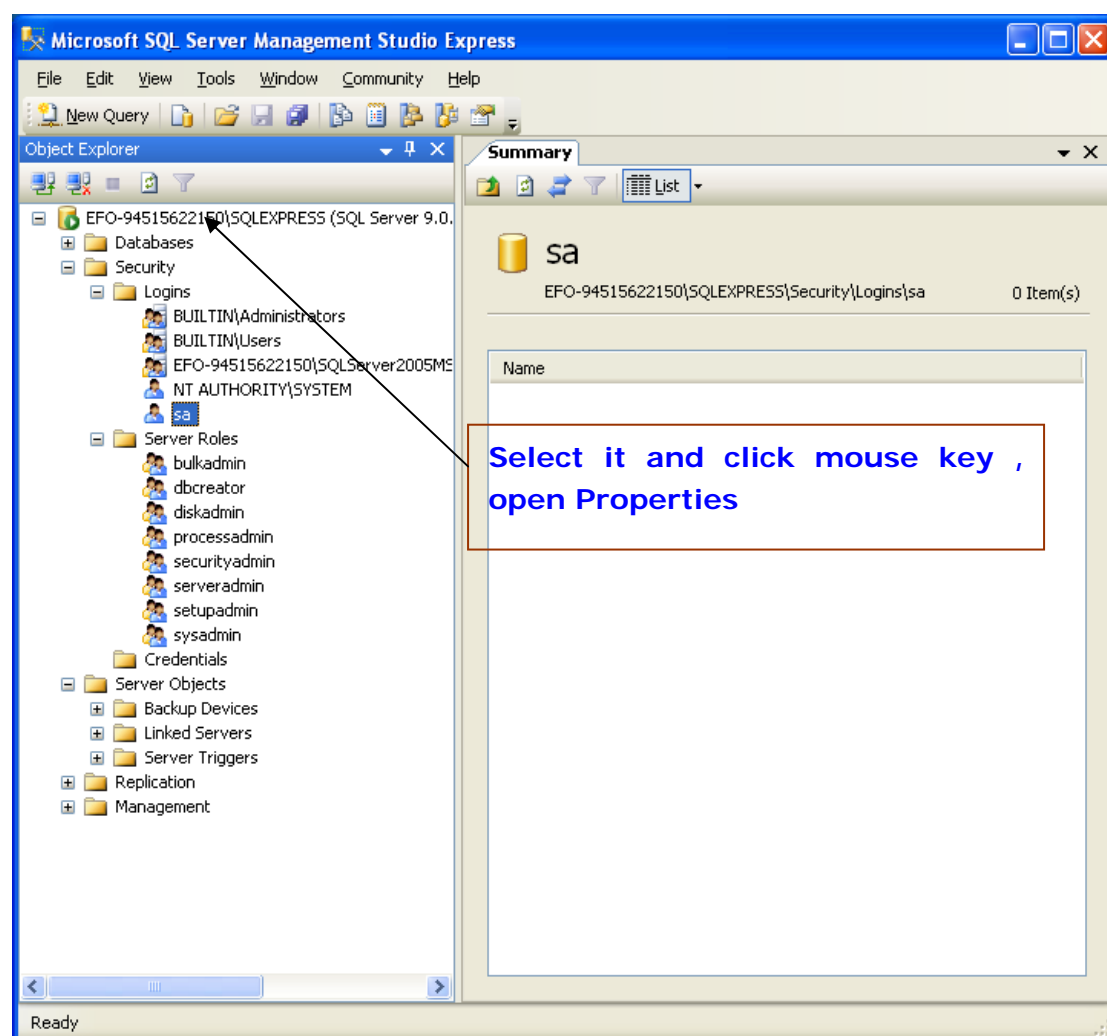 Microsoft SQL Server Management Studio Express
File Edit View Tools Window Community Help
New Query
Object Explorer
Summary
List
EFO-94515622150\SQLEXPRESS (SQL Server 9.0.
Databases
Security
Logins
BUILTIN\Administrators
BUILTIN\Users
EFO-94515622150\SQLServer2005MS
NT AUTHORITY\SYSTEM
sa
Server Roles
bulkadmin
dbcreator
diskadmin
processadmin
securityadmin
serveradmin
setupadmin
sysadmin
Credentials
Server Objects
Backup Devices
Linked Servers
Server Triggers
Replication
Management
sa
EFO-94515622150\SQLEXPRESS\Security\Logins\sa 0 Item(s)
Name
Select it and click mouse key ,
open Properties
Ready